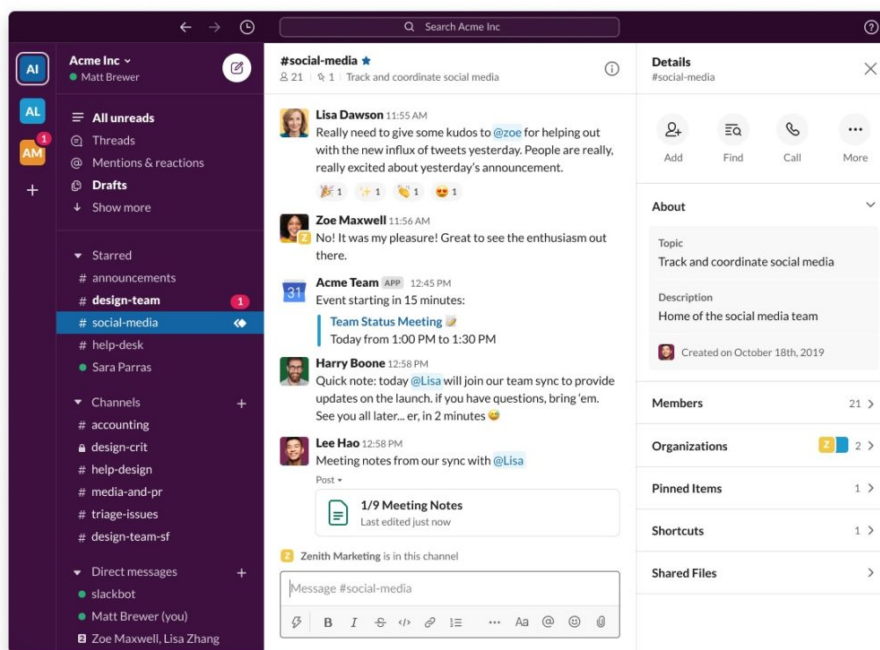 Search Acme Inc
AI
AL
1
AM
Acme Inc
Matt Brewer
All unreads
Threads
Mentions & reactions
Drafts
Show more
Starred
# announcements
# design-team 1
# social-media
# help-desk
Sara Parras
Channels +
# accounting
design-crit
# help-design
# media-and-pr
# triage-issues
# design-team-sf
Direct messages +
slackbot
Matt Brewer (you)
2 Zoe Maxwell, Lisa Zhang
#social-media
21 | 1 | Track and coordinate social media
Lisa Dawson 11:55 AM
Really need to give some kudos to @zoe for helping out
with the new influx of tweets yesterday. People are really,
really excited about yesterday's announcement.
1 1 1 1
Zoe Maxwell 11:56 AM
Z
No! It was my pleasure! Great to see the enthusiasm out
there.
Acme Team APP 12:45 PM
31
Event starting in 15 minutes:
Team Status Meeting
Today from 1:00 PM to 1:30 PM
Harry Boone 12:58 PM
Quick note: today @Lisa will join our team sync to provide
updates on the launch. if you have questions, bring 'em.
See you all later... er, in 2 minutes
Lee Hao 12:58 PM
Meeting notes from our sync with @Lisa
Post
1/9 Meeting Notes
Last edited just now
Z Zenith Marketing is in this channel
Message #social-media
B I S </> Aa @
Details
#social-media
Add Find Call More
About
Topic
Track and coordinate social media
Description
Home of the social media team
Created on October 18th, 2019
Members 21
Organizations Z 2
Pinned Items 1
Shortcuts 1
Shared Files